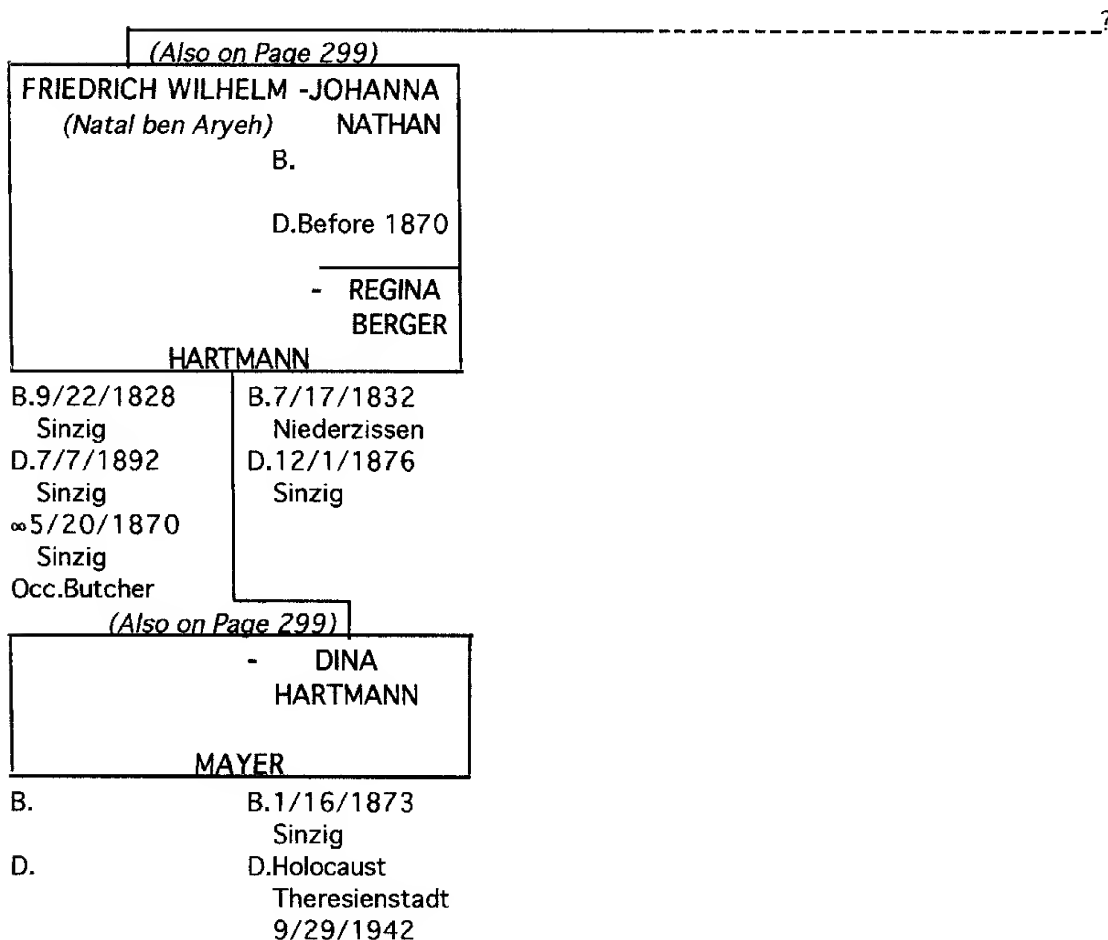 ?
(Also on Page 299)
FRIEDRICH WILHELM -JOHANNA
(Natal ben Aryeh) NATHAN
B.
D.Before 1870
- REGINA
BERGER
HARTMANN
B.9/22/1828 B.7/17/1832
Sinzig Niederzissen
D.7/7/1892 D.12/1/1876
Sinzig Sinzig
∞5/20/1870
Sinzig
Occ.Butcher
(Also on Page 299)
- DINA
HARTMANN
MAYER
B. B.1/16/1873
Sinzig
D. D.Holocaust
Theresienstadt
9/29/1942